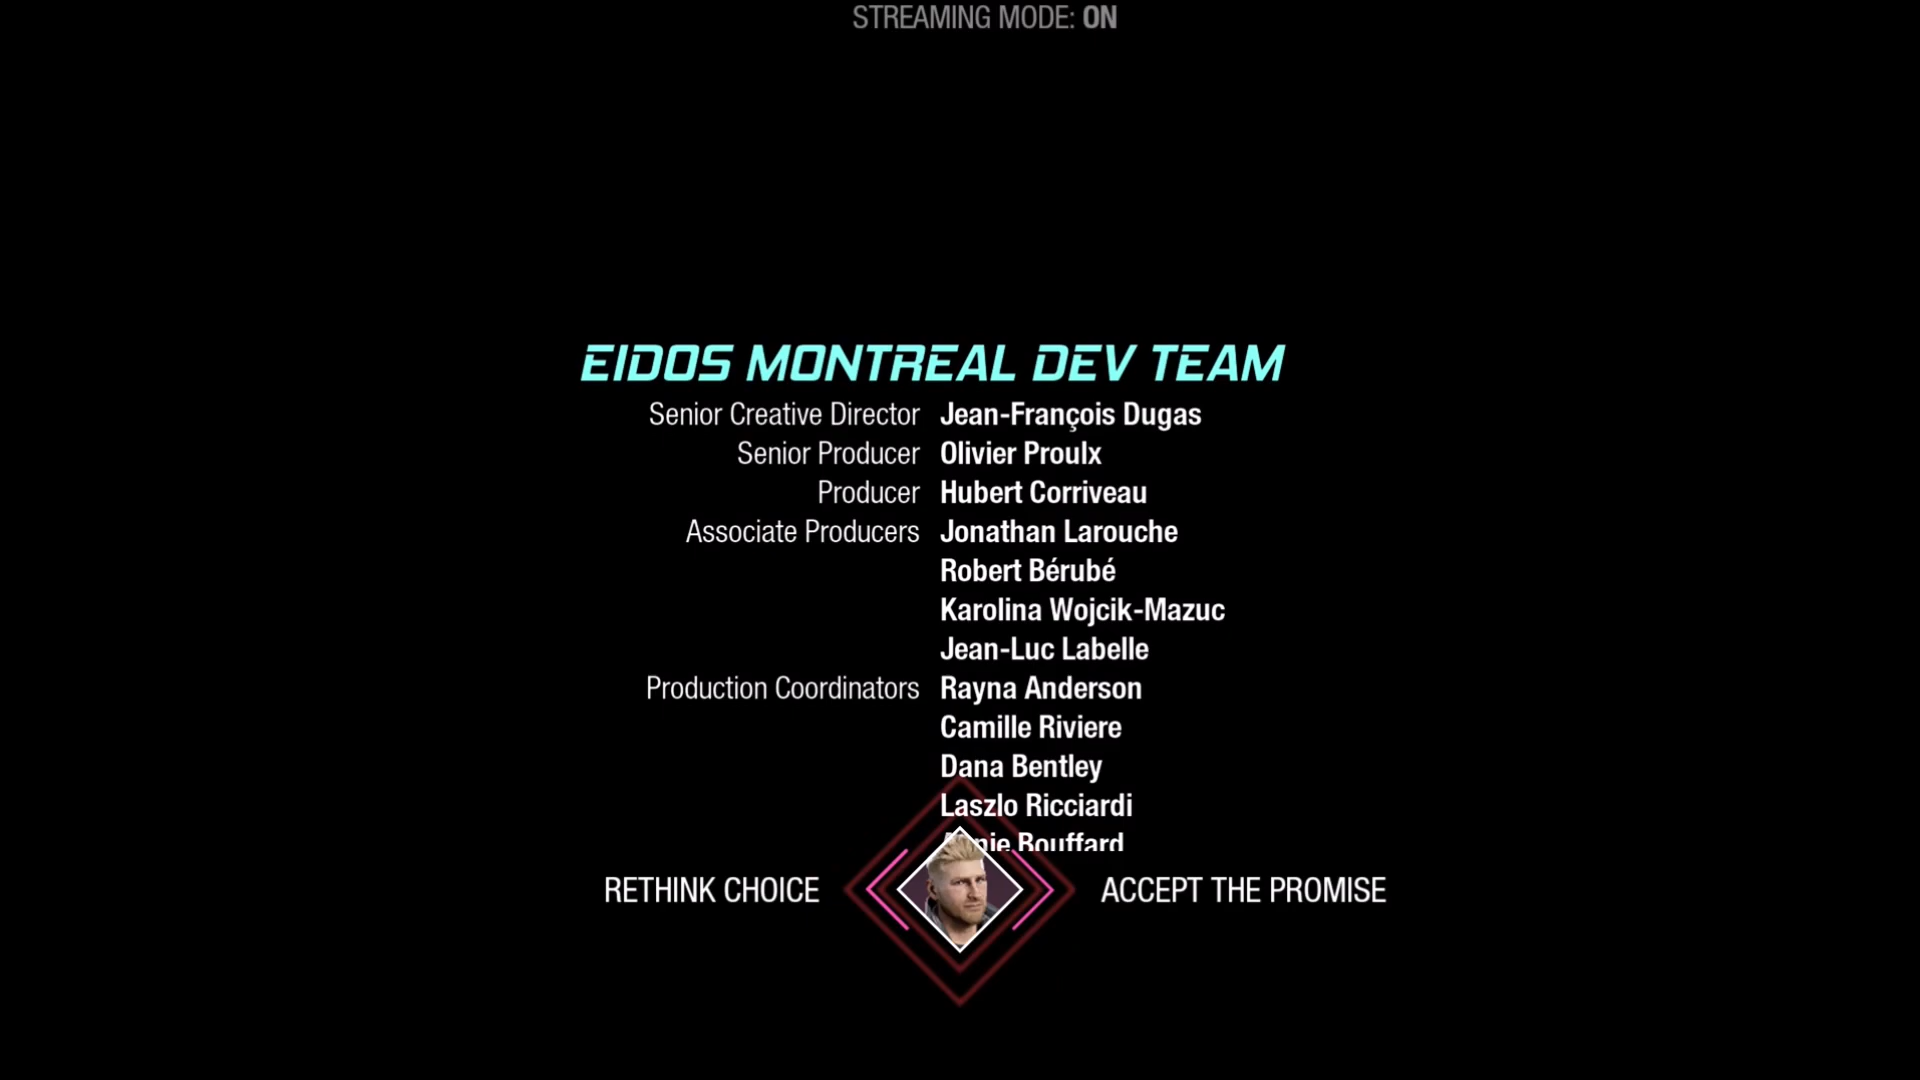 STREAMING MODE: ON
EIDOS MONTREAL DEV TEAM
Senior Creative Director Jean-François Dugas
Senior Producer Olivier Proulx
Producer Hubert Corriveau
Associate Producers Jonathan Larouche
Robert Bérubé
Karolina Wojcik-Mazuc
Jean-Luc Labelle
Production Coordinators Rayna Anderson
Camille Riviere
Dana Bentley
Laszlo Ricciardi
Bouffard
RETHINK CHOICE ACCEPT THE PROMISE